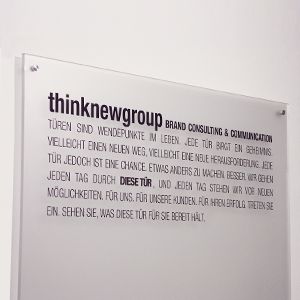 thinknewgroup BRAND CONSULTING & COMMUNICATION
TÜREN SIND WENDEPUNKTE IM LEBEN. JEDE TÜR BIRGT EIN GEHEIMNIS.
VIELLEICHT EINEN NEUEN WEG, VIELLEICHT EINE NEUE HERAUSFORDERUNG. JEDE
TÜR JEDOCH IST EINE CHANCE, ETWAS ANDERS ZU MACHEN. BESSER. WIR GEHEN
JEDEN TAG DURCH DIESE TÜR, UND JEDEN TAG STEHEN WIR VOR NEUEN
MÖGLICHKEITEN. FÜR UNS. FÜR UNSERE KUNDEN. FÜR IHREN ERFOLG. TRETEN SIE
EIN. SEHEN SIE, WAS DIESE TÜR FÜR SIE BEREIT HÄLT.